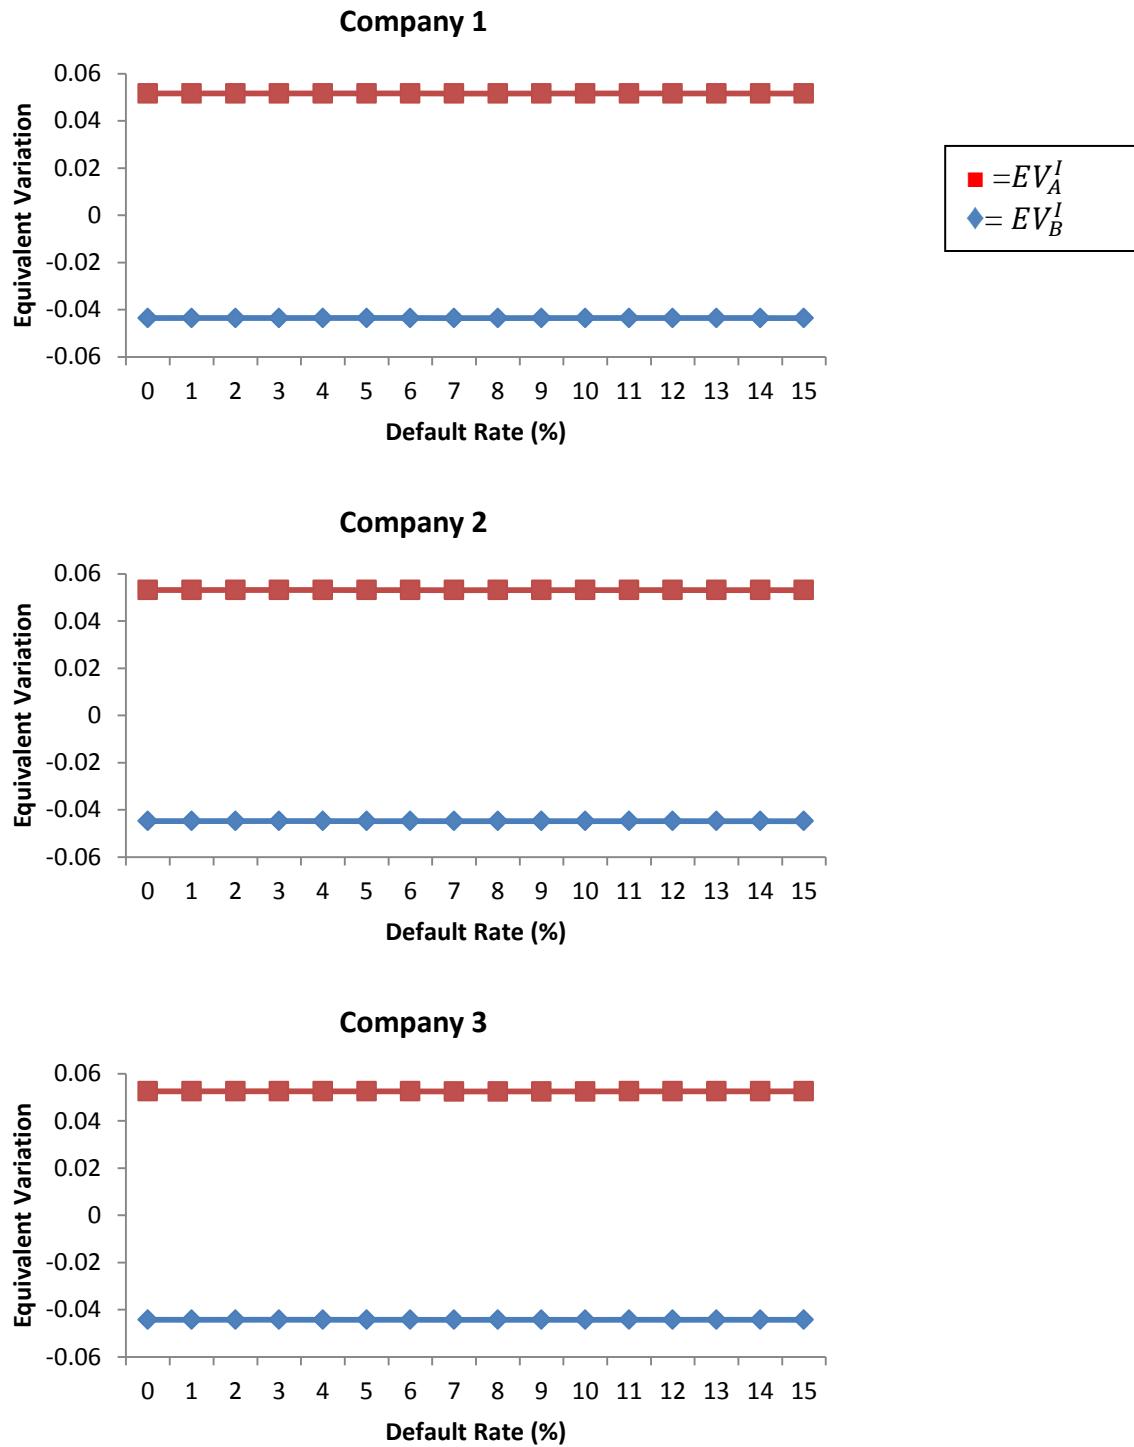 Company 1
Equivalent Variation
0.06
0.04
0.02
0
-0.02
-0.04
-0.06
0 1 2 3 4 5 6 7 8 9 10 11 12 13 14 15
Default Rate (%)
=EV_A^I
= EV_B^I
Company 2
Equivalent Variation
0.06
0.04
0.02
0
-0.02
-0.04
-0.06
0 1 2 3 4 5 6 7 8 9 10 11 12 13 14 15
Default Rate (%)
Company 3
Equivalent Variation
0.06
0.04
0.02
0
-0.02
-0.04
-0.06
0 1 2 3 4 5 6 7 8 9 10 11 12 13 14 15
Default Rate (%)